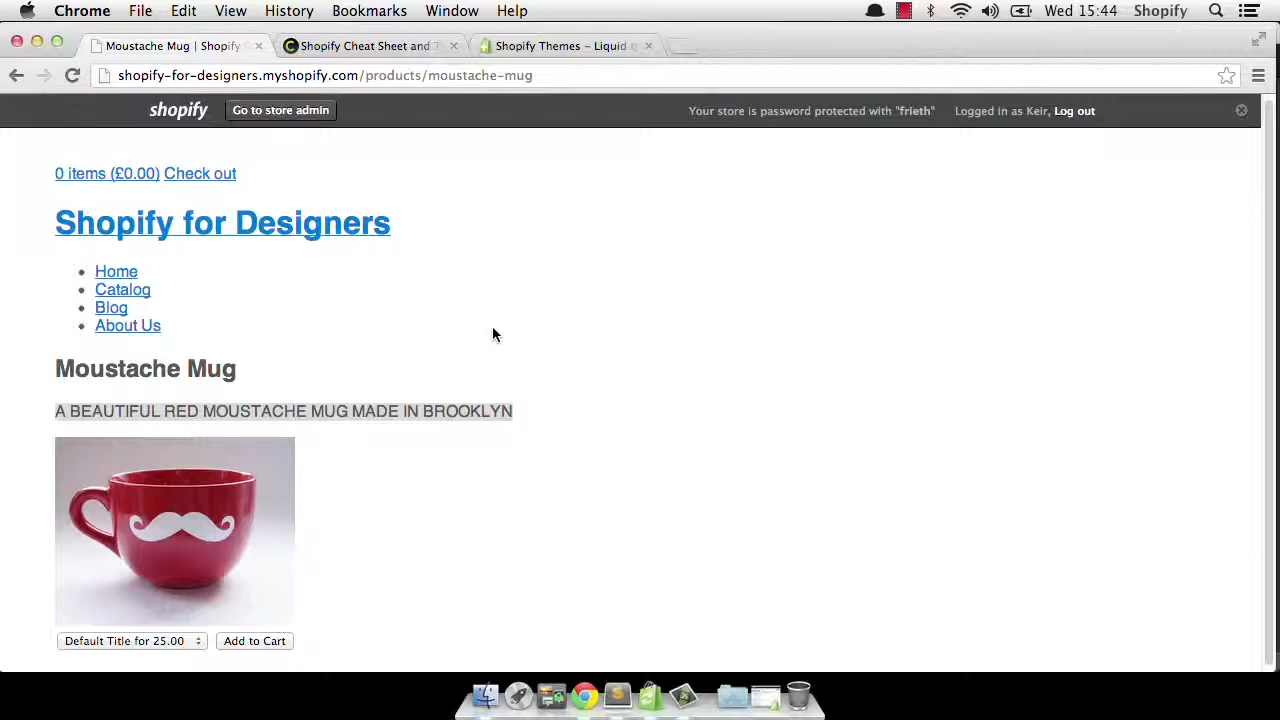 Chrome File Edit View History Bookmarks Window Help Wed 15:44 Shopify
Moustache Mug | Shopify Shopify Cheat Sheet and Shopify Themes – Liquid
shopify-for-designers.myshopify.com/products/moustache-mug
shopify Go to store admin Your store is password protected with "frieth" Logged in as Keir, Log out
0 items (£0.00) Check out
Shopify for Designers
Home
Catalog
Blog
About Us
Moustache Mug
A BEAUTIFUL RED MOUSTACHE MUG MADE IN BROOKLYN
Default Title for 25.00 Add to Cart